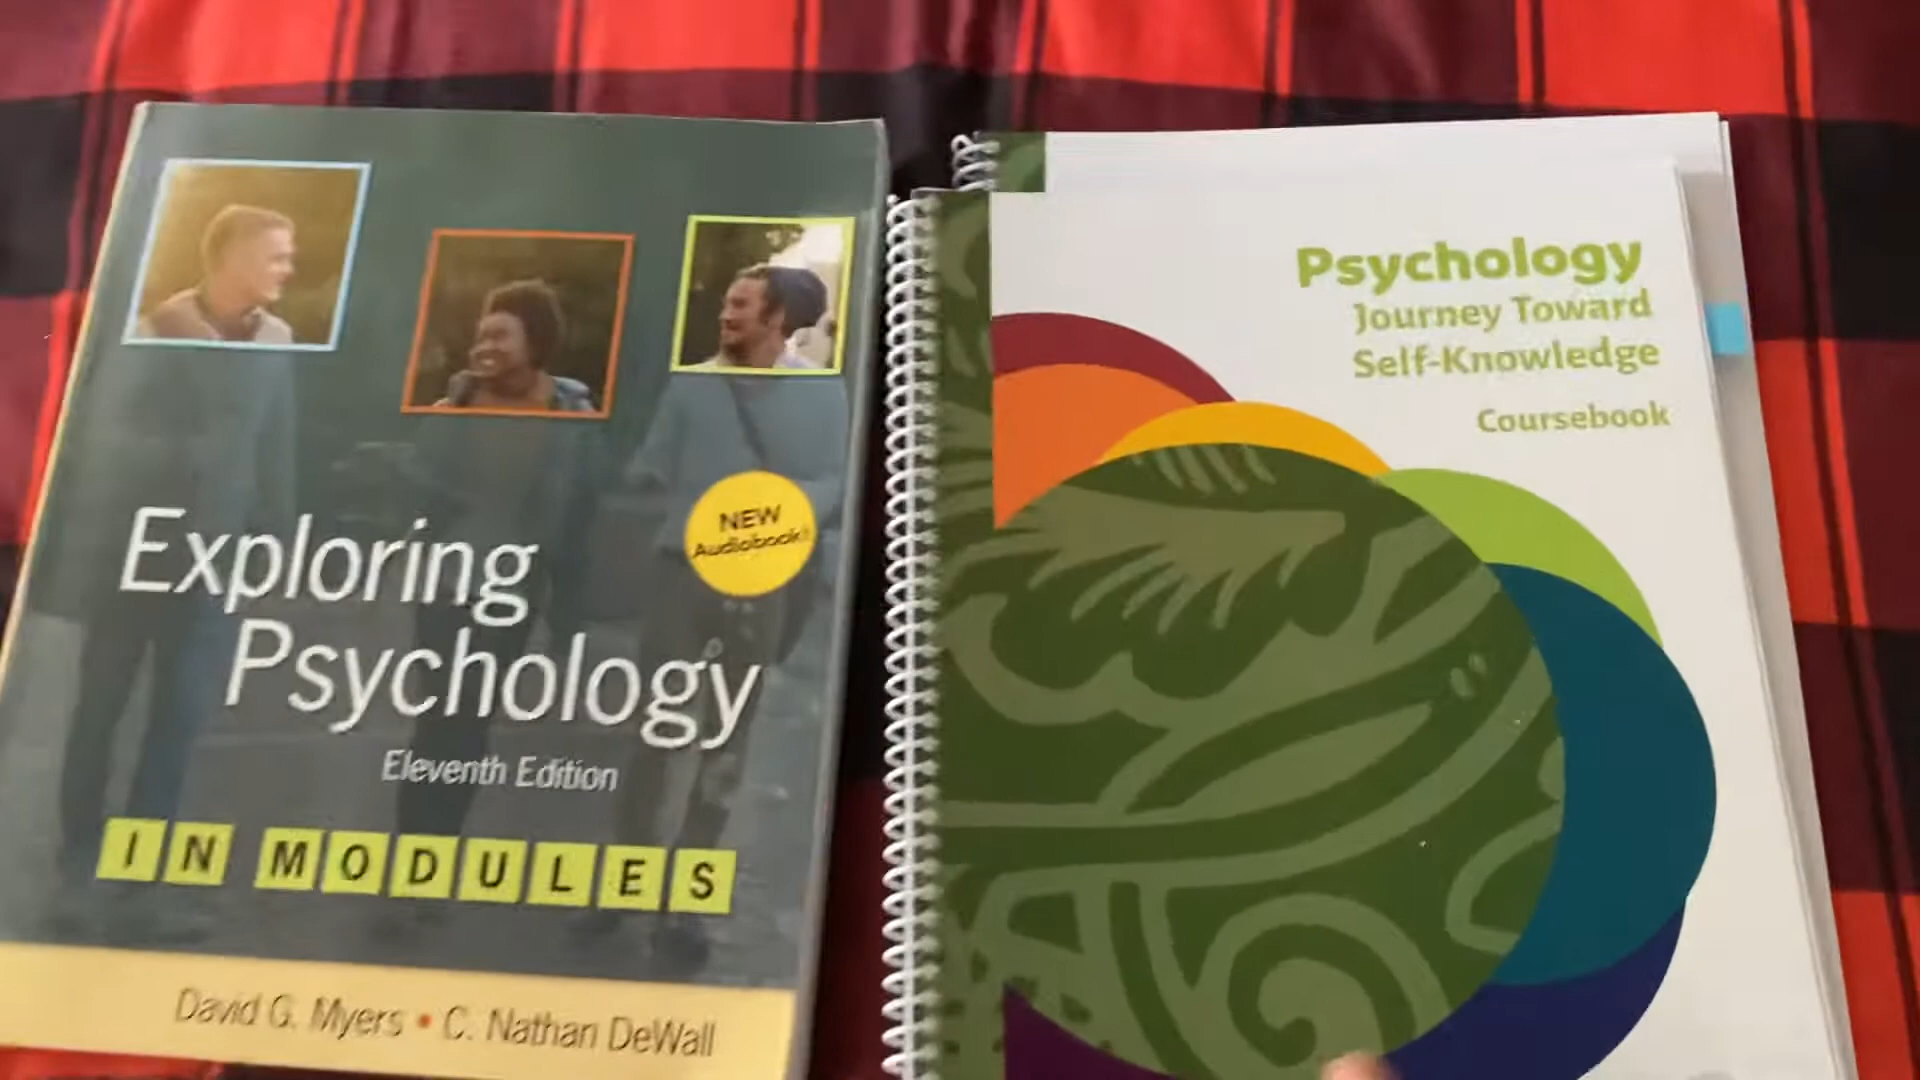 NEW
Audiobook!
Exploring
Psychology
Eleventh Edition
IN MODULES
David G. Myers • C. Nathan DeWall
Psychology
Journey Toward
Self-Knowledge
Coursebook